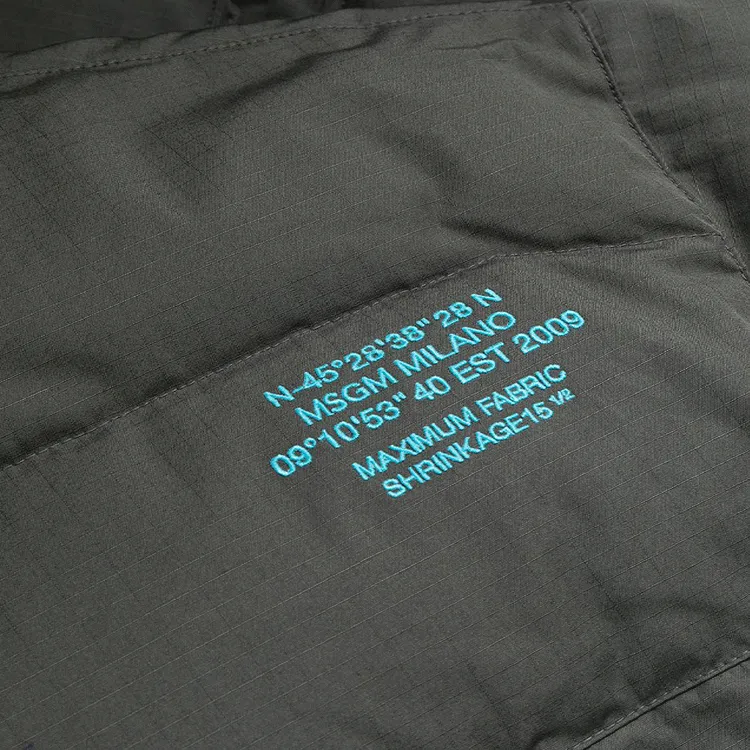 N-45°28'38" 28 N
MSGM MILANO
09°10'53" 40 EST 2009
MAXIMUM FABRIC
SHRINKAGE15 1/2